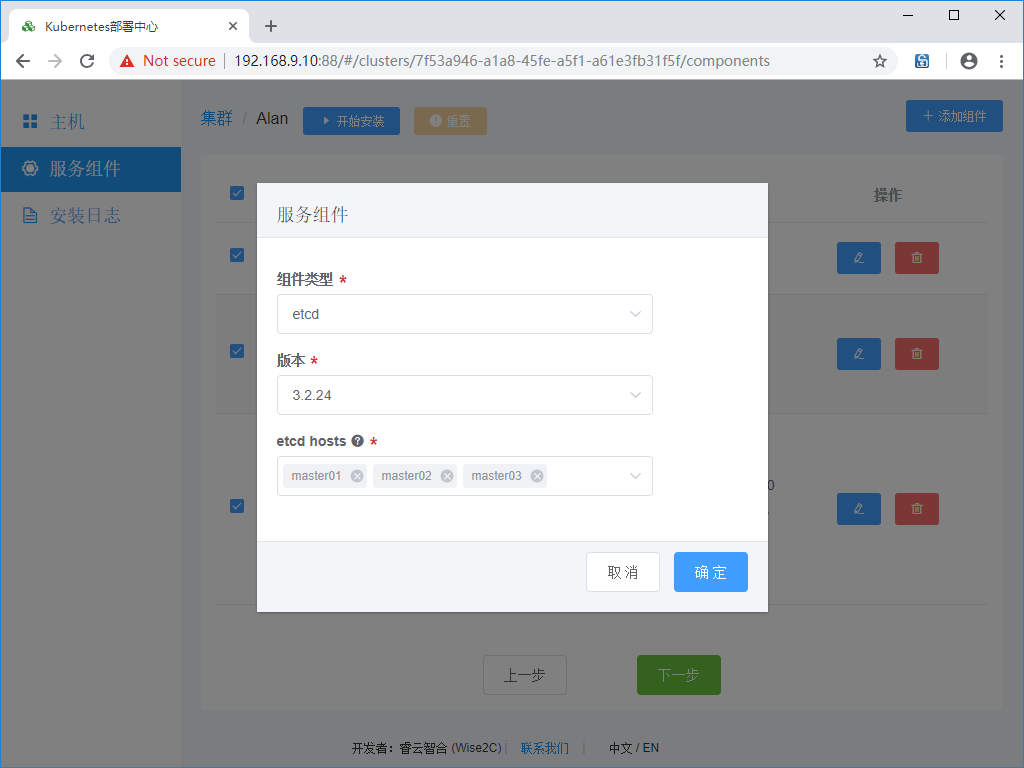 Kubernetes部署中心
Not secure 192.168.9.10:88/#/clusters/7f53a946-a1a8-45fe-a5f1-a61e3fb31f5f/components
主机
服务组件
安装日志
集群 / Alan 开始安装 重置 添加组件
操作
服务组件
组件类型 *
etcd
版本 *
3.2.24
etcd hosts *
master01 master02 master03
0
取消 确定
上一步 下一步
开发者：睿云智合 (Wise2C) | 联系我们 | 中文 / EN